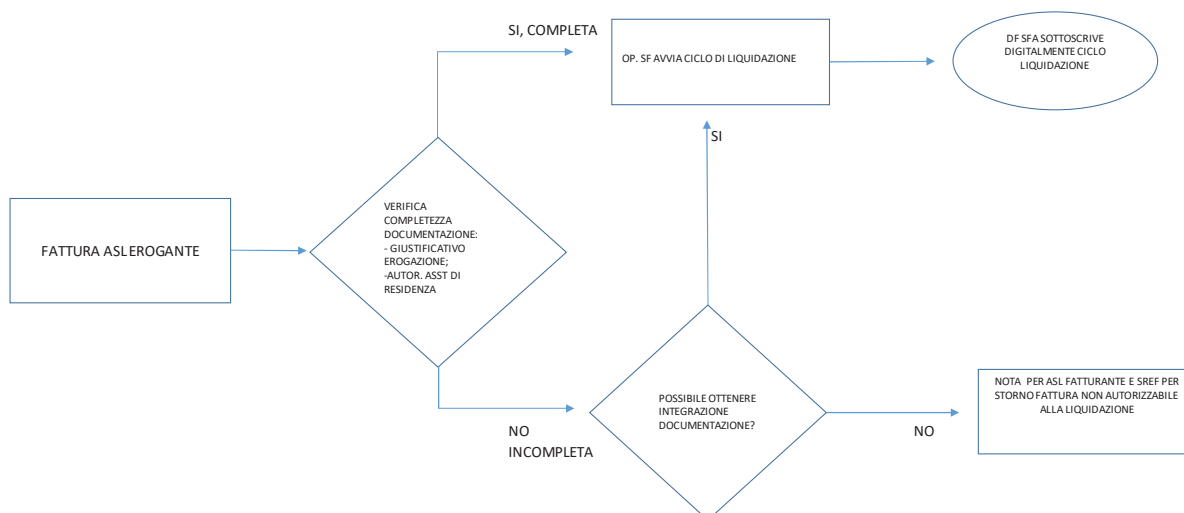 SI, COMPLETA
OP. SF AVVIA CICLO DI LIQUIDAZIONE
DF SFA SOTTOSCRIVE
DIGITALMENTE CICLO
LIQUIDAZIONE
SI
FATTURA ASL EROGANTE
VERIFICA
COMPLETEZZA
DOCUMENTAZIONE:
- GIUSTIFICATIVO
EROGAZIONE;
-AUTOR. ASST DI
RESIDENZA
NO
INCOMPLETA
POSSIBILE OTTENERE
INTEGRAZIONE
DOCUMENTAZIONE?
NO
NOTA PER ASL FATTURANTE E SREF PER
STORNO FATTURA NON AUTORIZZABILE
ALLA LIQUIDAZIONE